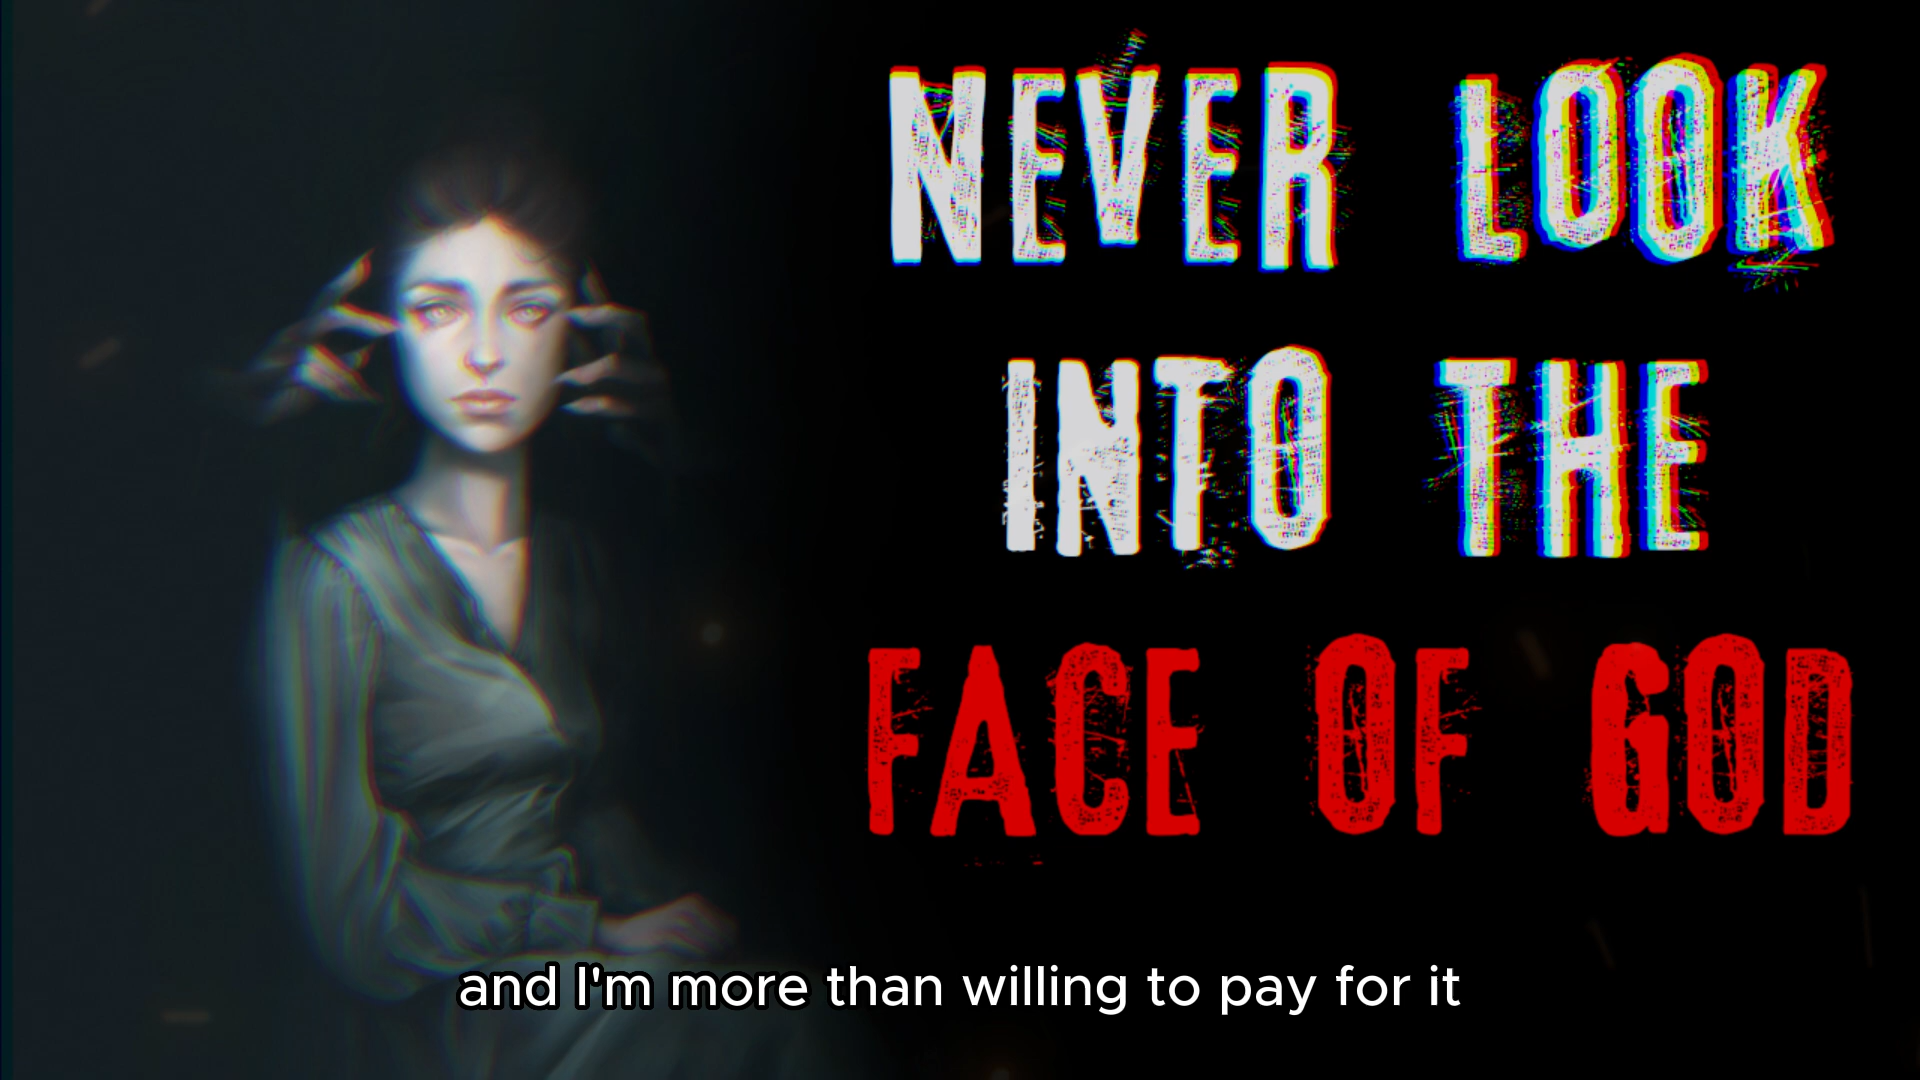 NEVER LOOK
INTO THE
FACE OF GOD
and I'm more than willing to pay for it